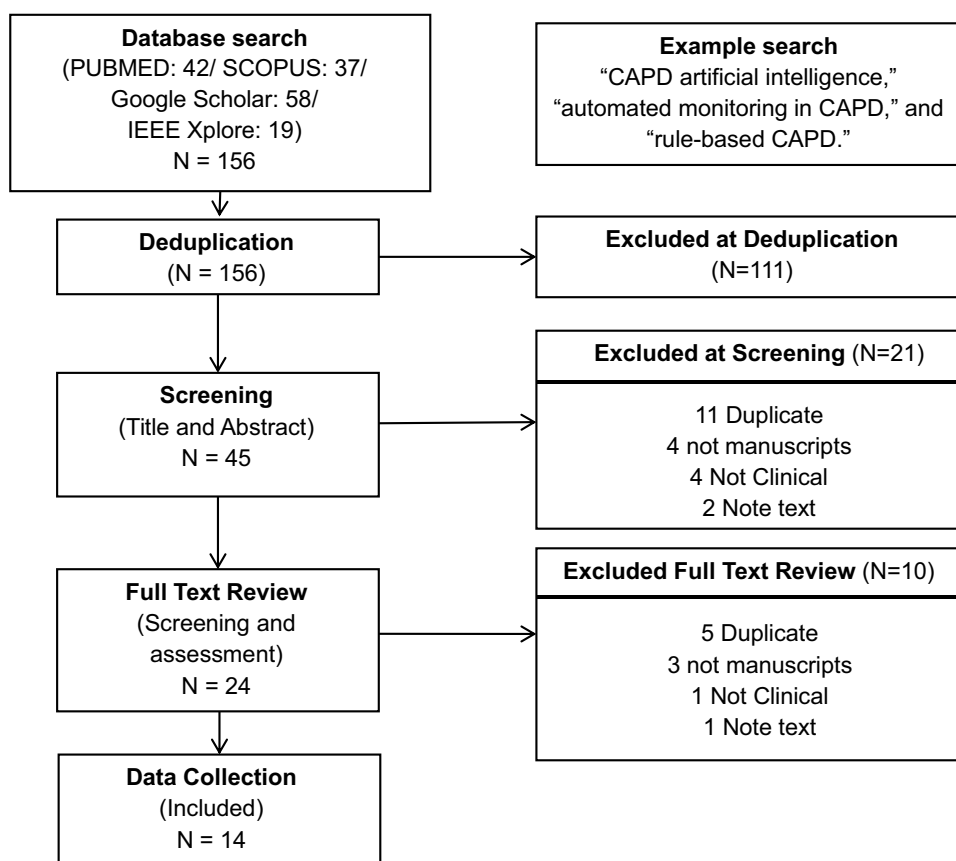 Database search
(PUBMED: 42/ SCOPUS: 37/
Google Scholar: 58/
IEEE Xplore: 19)
N = 156
Example search
“CAPD artificial intelligence,”
“automated monitoring in CAPD,” and
“rule-based CAPD.”
Deduplication
(N = 156)
Excluded at Deduplication
(N=111)
Screening
(Title and Abstract)
N = 45
Excluded at Screening (N=21)
11 Duplicate
4 not manuscripts
4 Not Clinical
2 Note text
Full Text Review
(Screening and
assessment)
N = 24
Excluded Full Text Review (N=10)
5 Duplicate
3 not manuscripts
1 Not Clinical
1 Note text
Data Collection
(Included)
N = 14